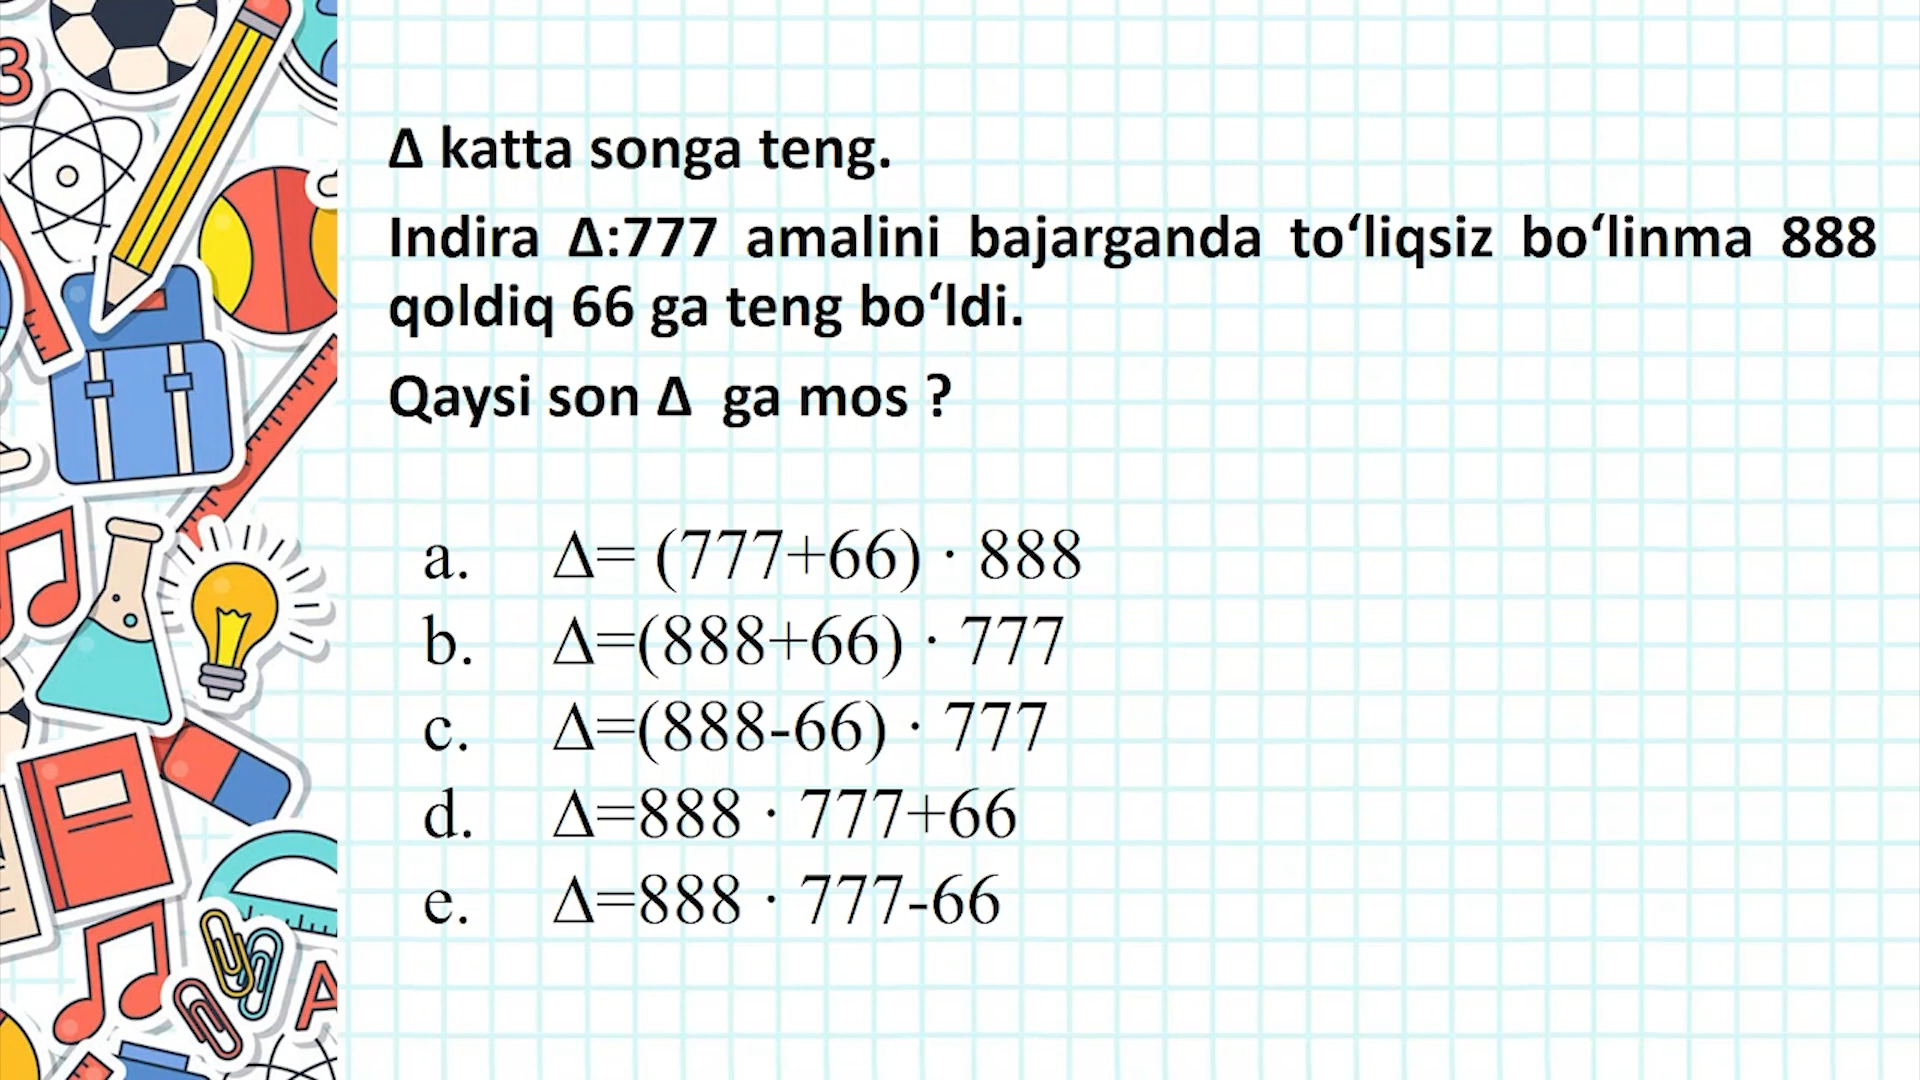 3
Δ katta songa teng.
Indira Δ:777 amalini bajarganda to‘liqsiz bo‘linma 888
qoldiq 66 ga teng bo‘ldi.
Qaysi son Δ ga mos ?
a. Δ= (777+66) · 888
b. Δ=(888+66) · 777
c. Δ=(888-66) · 777
d. Δ=888 · 777+66
e. Δ=888 · 777-66
A